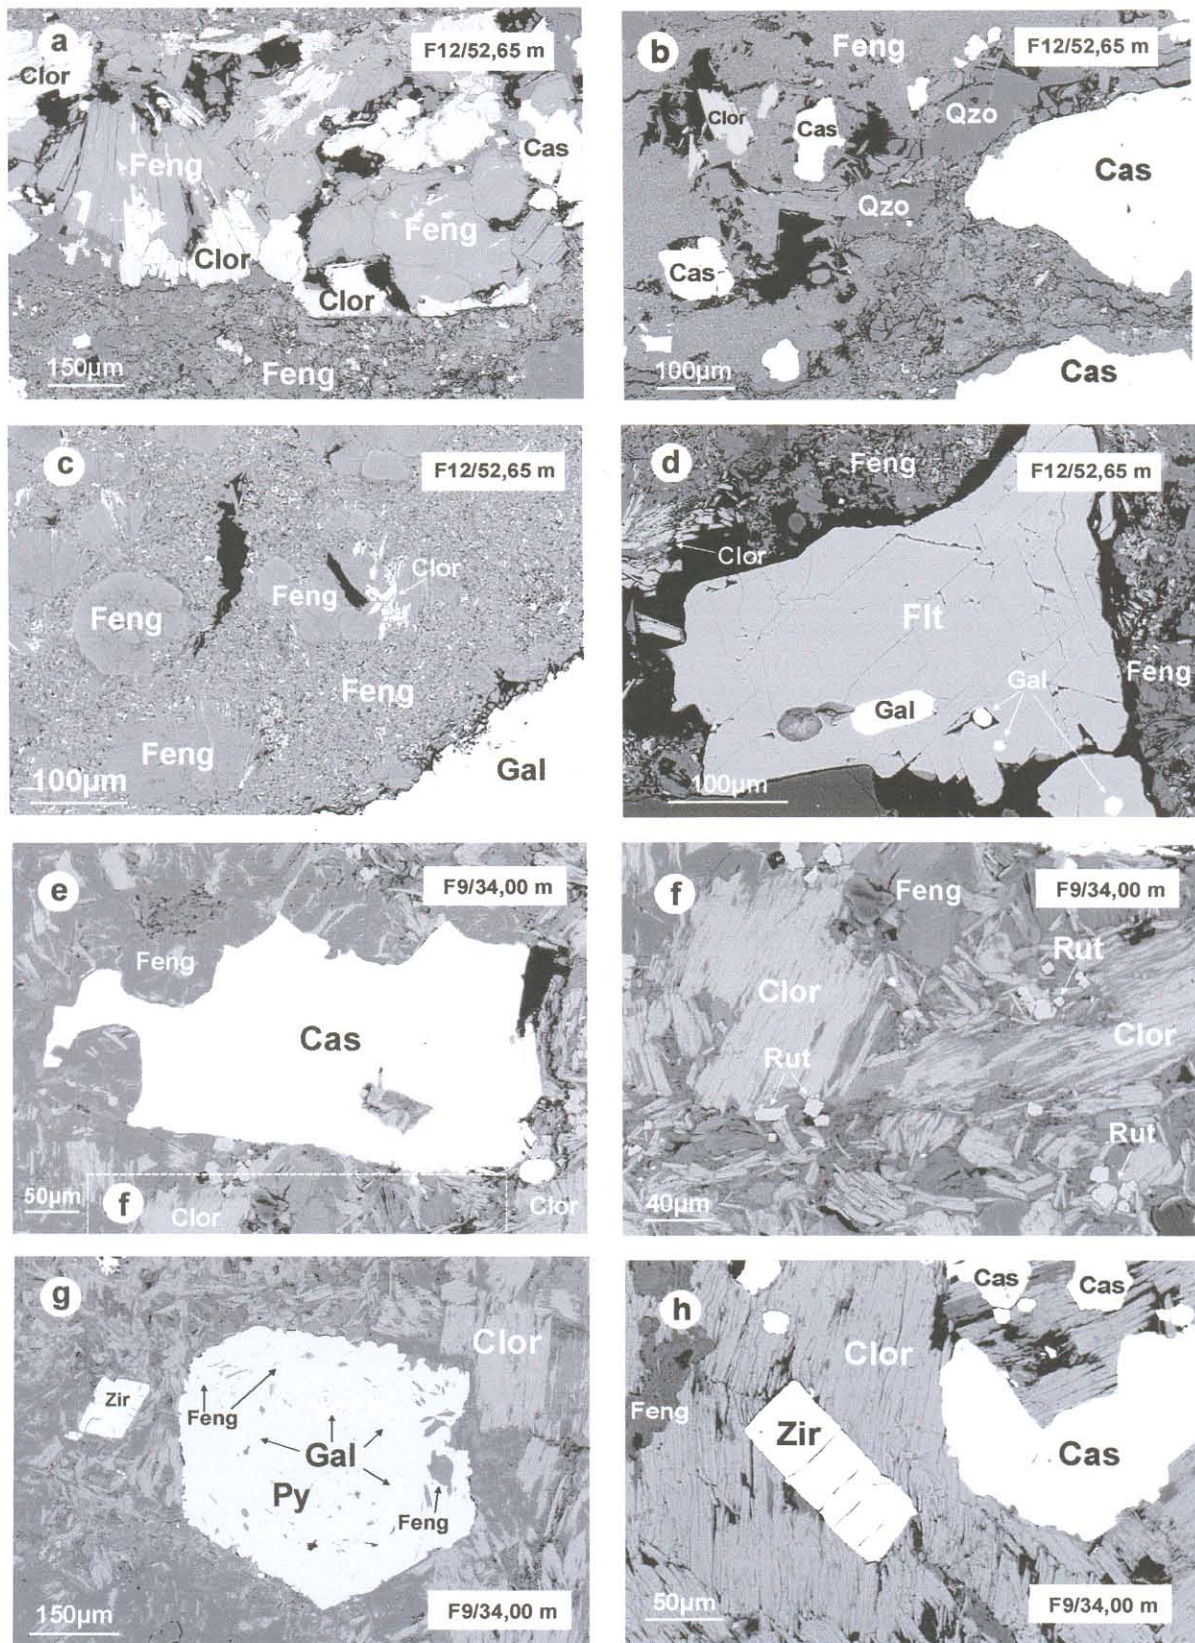 a
F12/52,65 m
Clor
Feng
Cas
Feng
Clor
Clor
150µm
Feng
b
Feng
F12/52,65 m
Clor
Cas
Qzo
Cas
Qzo
Cas
100µm
Cas
c
F12/52,65 m
Feng
Feng
Clor
Feng
Feng
100µm
Gal
d
Feng
F12/52,65 m
Clor
Flt
Gal
Feng
Gal
100µm
e
F9/34,00 m
Feng
Cas
50µm
f
Clor
Clor
f
Feng
F9/34,00 m
Rut
Clor
Clor
Rut
Rut
40µm
g
Clor
Zir
Feng
Gal
Py
Feng
150µm
F9/34,00 m
h
Cas
Cas
Clor
Feng
Zir
Cas
50µm
F9/34,00 m